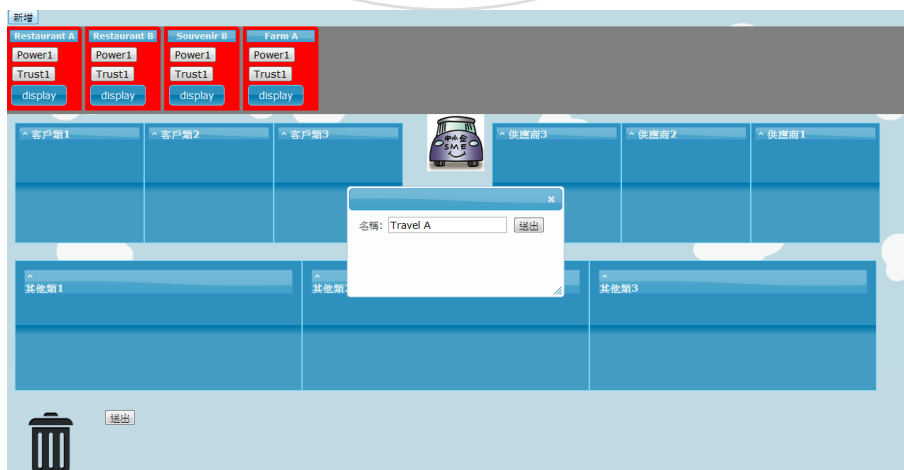 新增
Restaurant A Restaurant B Souvenir B Farm A
Power1 Power1 Power1 Power1
Trust1 Trust1 Trust1 Trust1
display display display display
^ 客戶類1 ^ 客戶類2 ^ 客戶類3 中小企 SME ^ 供應商3 ^ 供應商2 ^ 供應商1
×
名稱: Travel A 送出
^ ^ ^
其他類1 其他類 其他類3
送出